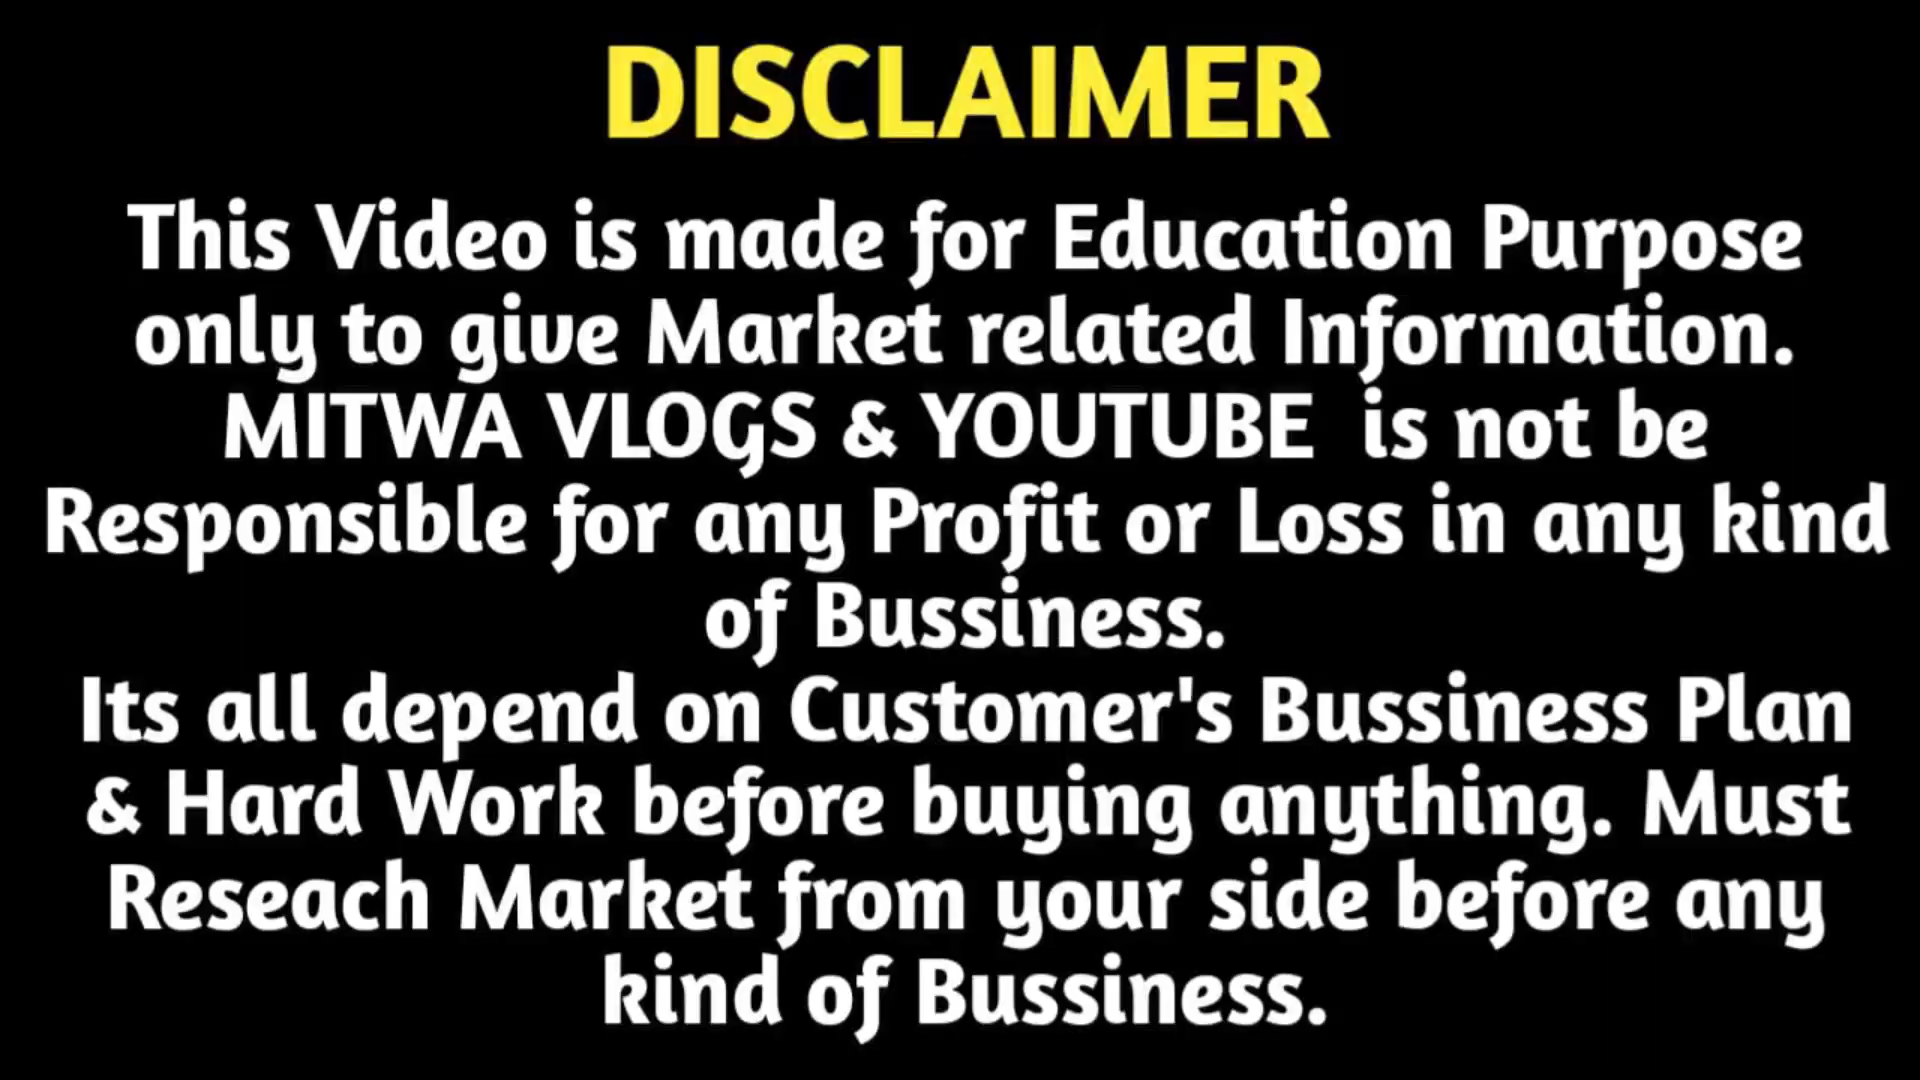 DISCLAIMER
This Video is made for Education Purpose
only to give Market related Information.
MITWA VLOGS & YOUTUBE is not be
Responsible for any Profit or Loss in any kind
of Bussiness.
Its all depend on Customer's Bussiness Plan
& Hard Work before buying anything. Must
Reseach Market from your side before any
kind of Bussiness.